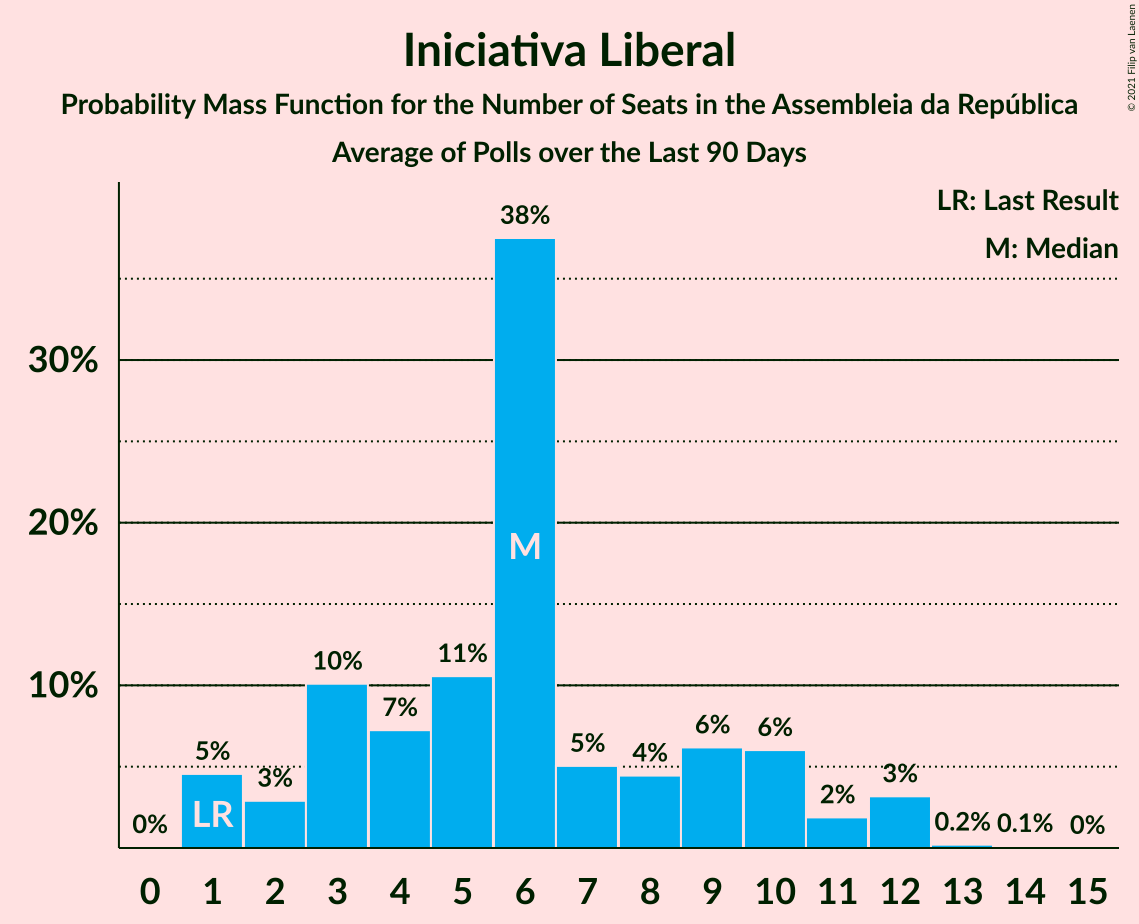 Iniciativa Liberal
Probability Mass Function for the Number of Seats in the Assembleia da República
Average of Polls over the Last 90 Days
© 2021 Filip van Laenen
LR: Last Result
M: Median
38%
30%
20%
M
11%
10%
10%
7%
6%
6%
5%
5%
4%
3%
3%
2%
LR
0%
0.2%
0.1%
0%
0 1 2 3 4 5 6 7 8 9 10 11 12 13 14 15